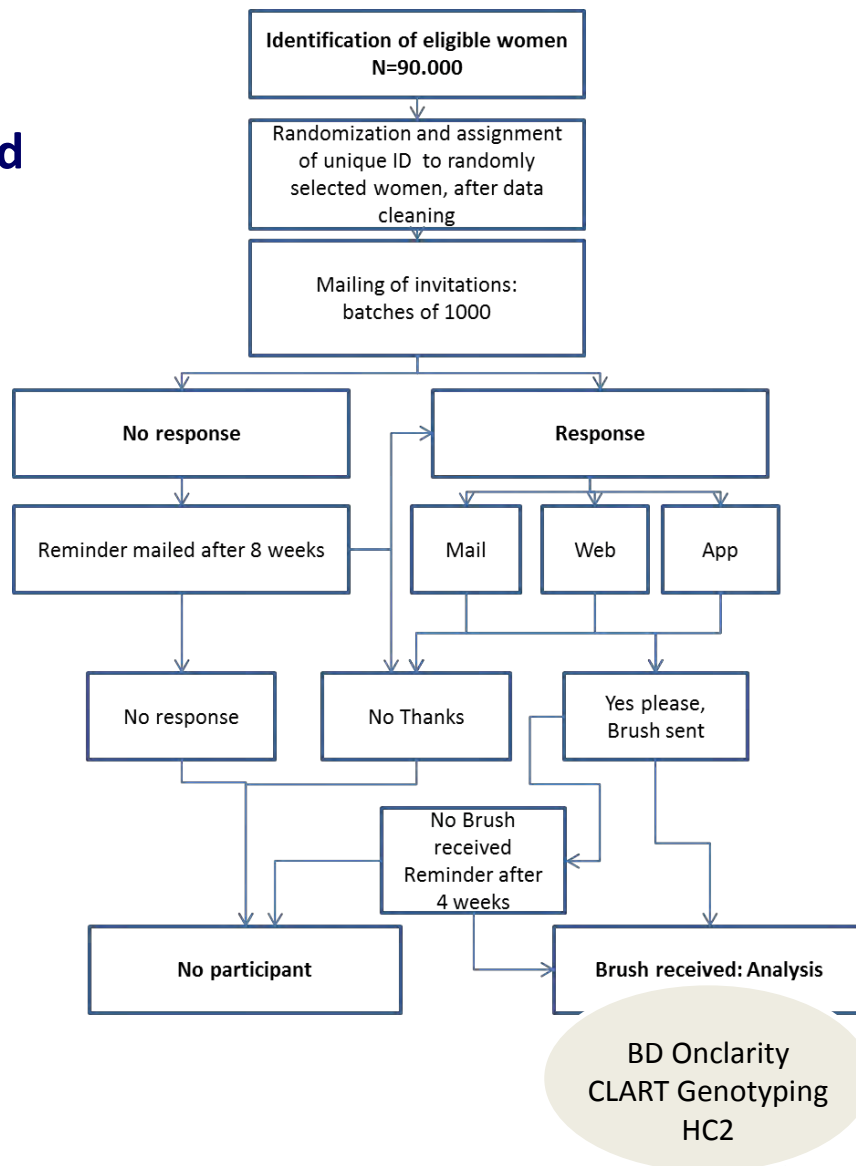 Identification of eligible women
N=90.000
d
Randomization and assignment
of unique ID to randomly
selected women, after data
cleaning
Mailing of invitations:
batches of 1000
No response
Response
Reminder mailed after 8 weeks
Mail
Web
App
No response
No Thanks
Yes please,
Brush sent
No Brush
received
Reminder after
4 weeks
No participant
Brush received: Analysis
BD Onclarity
CLART Genotyping
HC2